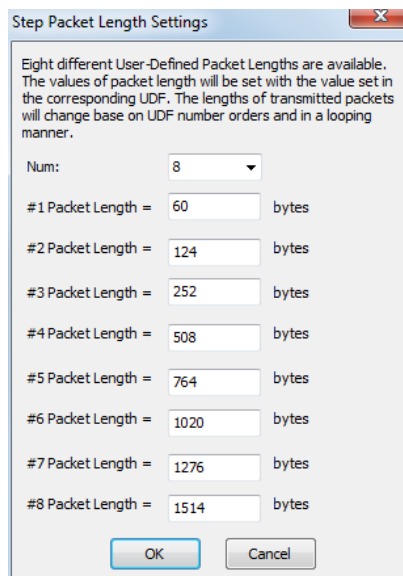 Step Packet Length Settings
Eight different User-Defined Packet Lengths are available.
The values of packet length will be set with the value set in
the corresponding UDF. The lengths of transmitted packets
will change base on UDF number orders and in a looping
manner.
Num: 8
#1 Packet Length = 60 bytes
#2 Packet Length = 124 bytes
#3 Packet Length = 252 bytes
#4 Packet Length = 508 bytes
#5 Packet Length = 764 bytes
#6 Packet Length = 1020 bytes
#7 Packet Length = 1276 bytes
#8 Packet Length = 1514 bytes
OK Cancel